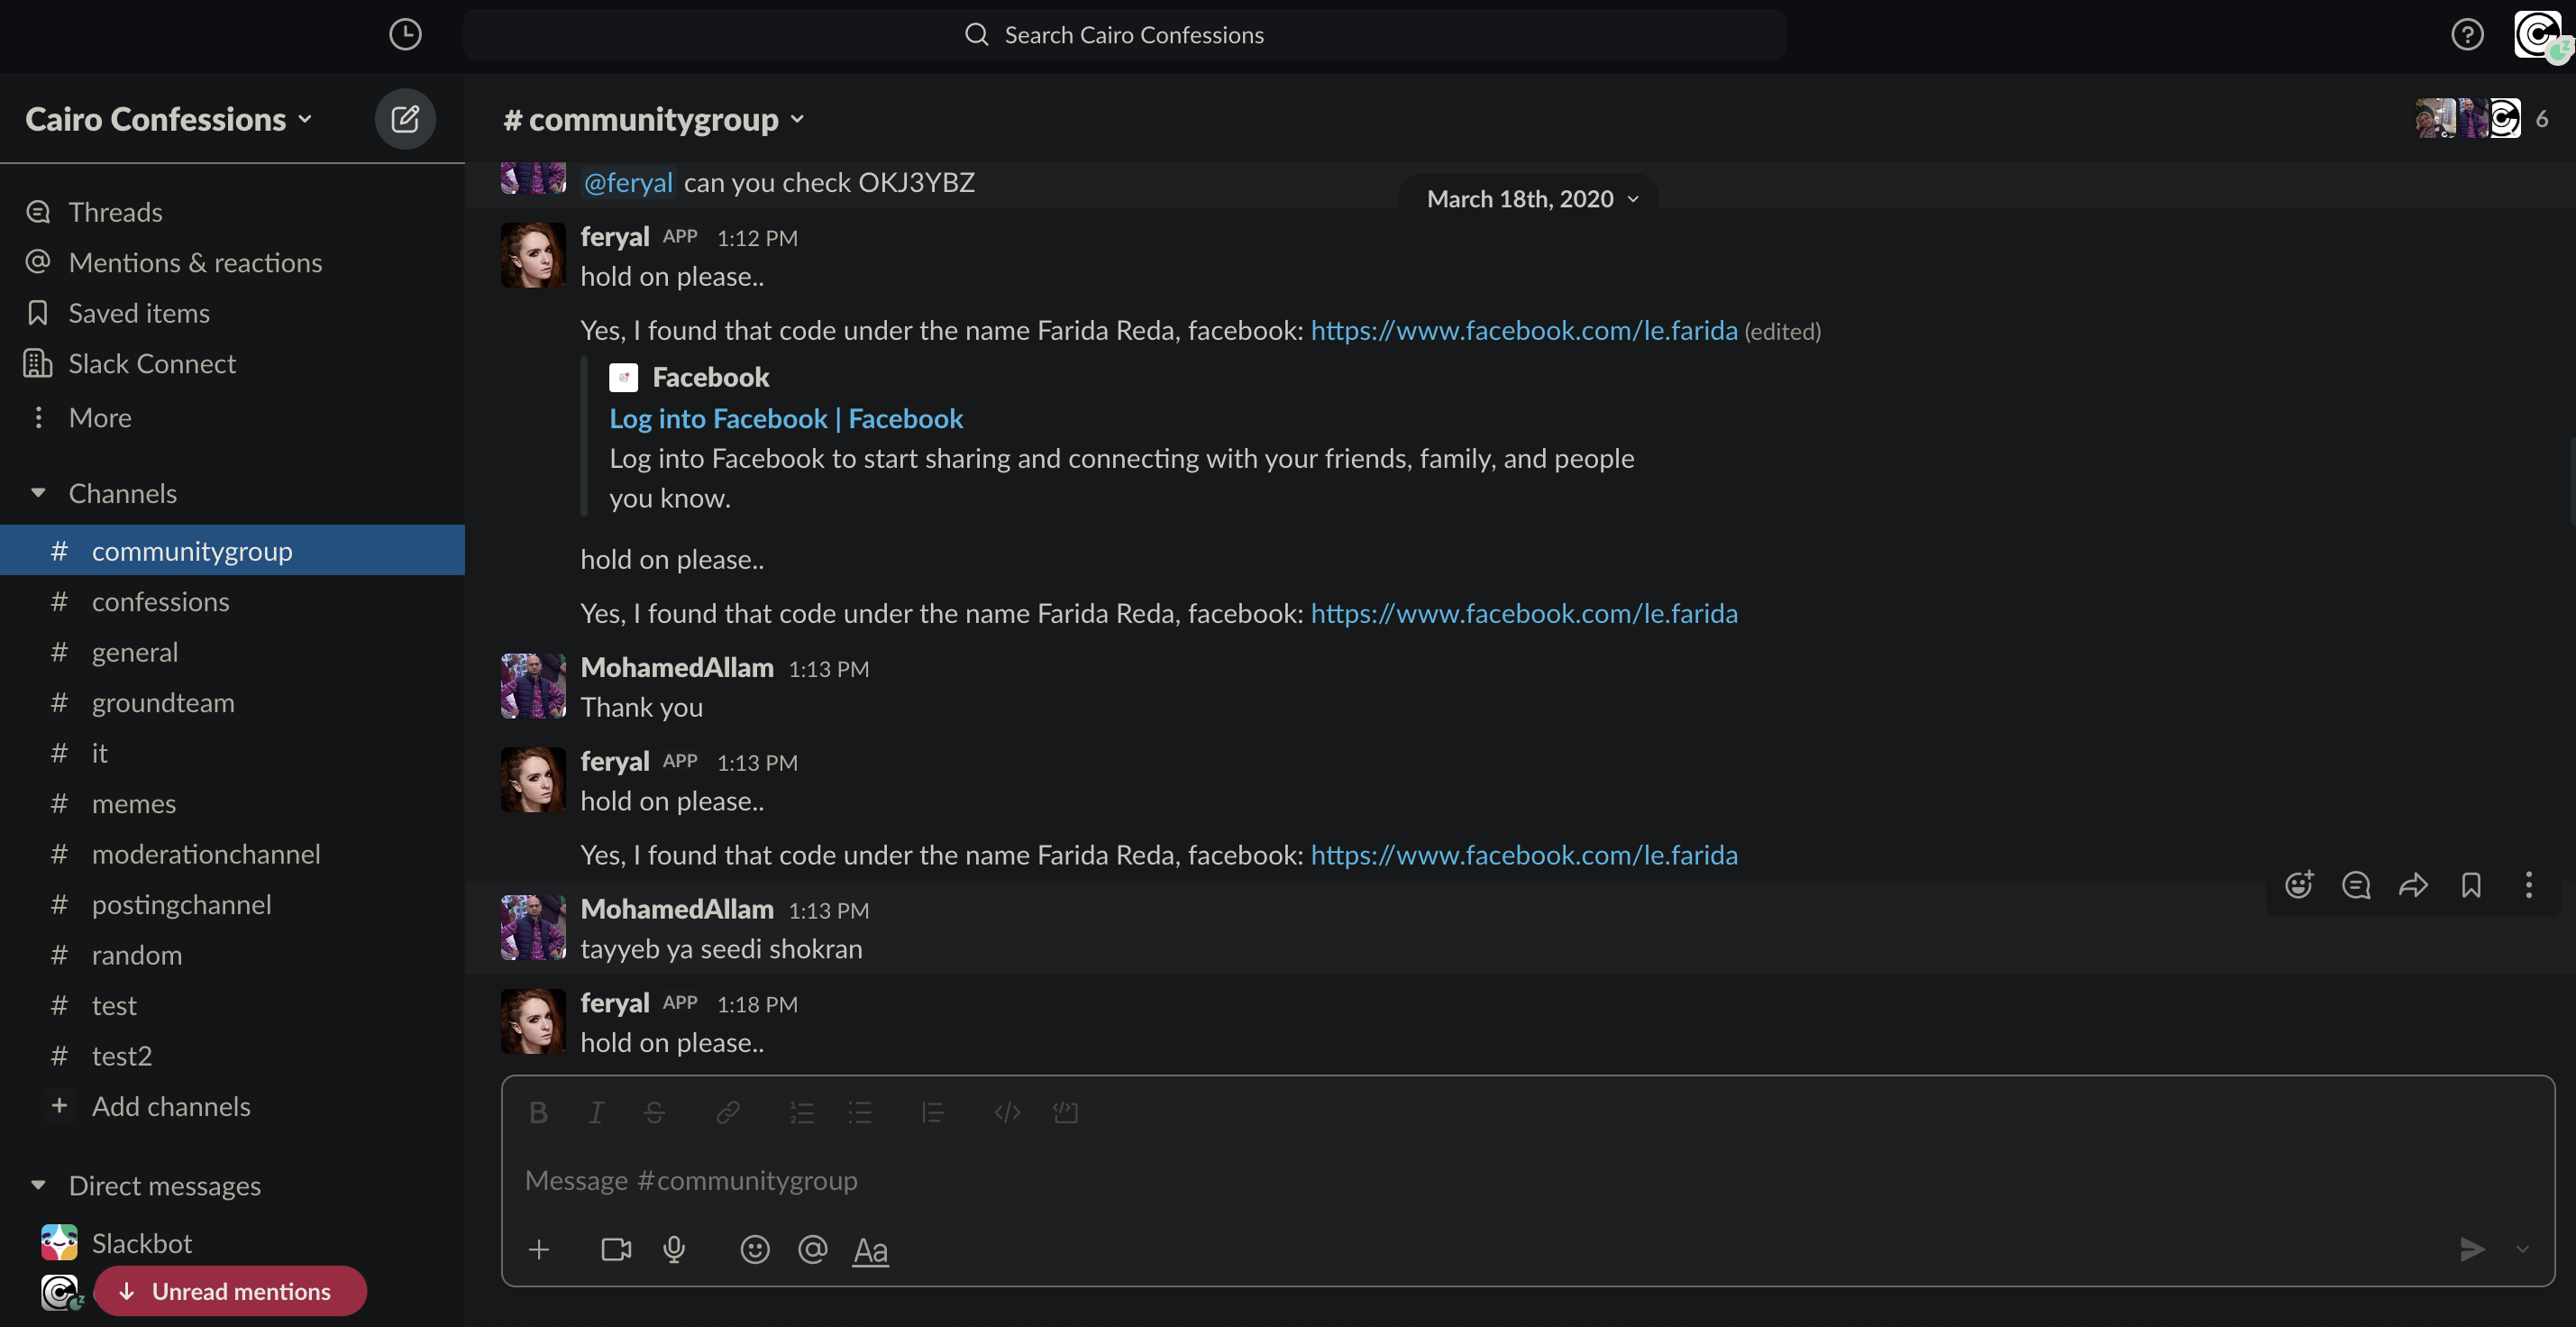 Search Cairo Confessions
Cairo Confessions
Threads
Mentions & reactions
Saved items
Slack Connect
More
Channels
# communitygroup
# confessions
# general
# groundteam
# it
# memes
# moderationchannel
# postingchannel
# random
# test
# test2
+ Add channels
Direct messages
Slackbot
Unread mentions
# communitygroup
6
@feryal can you check OKJ3YBZ
March 18th, 2020
feryal APP 1:12 PM
hold on please..
Yes, I found that code under the name Farida Reda, facebook: https://www.facebook.com/le.farida (edited)
Facebook
Log into Facebook | Facebook
Log into Facebook to start sharing and connecting with your friends, family, and people
you know.
hold on please..
Yes, I found that code under the name Farida Reda, facebook: https://www.facebook.com/le.farida
MohamedAllam 1:13 PM
Thank you
feryal APP 1:13 PM
hold on please..
Yes, I found that code under the name Farida Reda, facebook: https://www.facebook.com/le.farida
MohamedAllam 1:13 PM
tayyeb ya seedi shokran
feryal APP 1:18 PM
hold on please..
Message #communitygroup
Aa